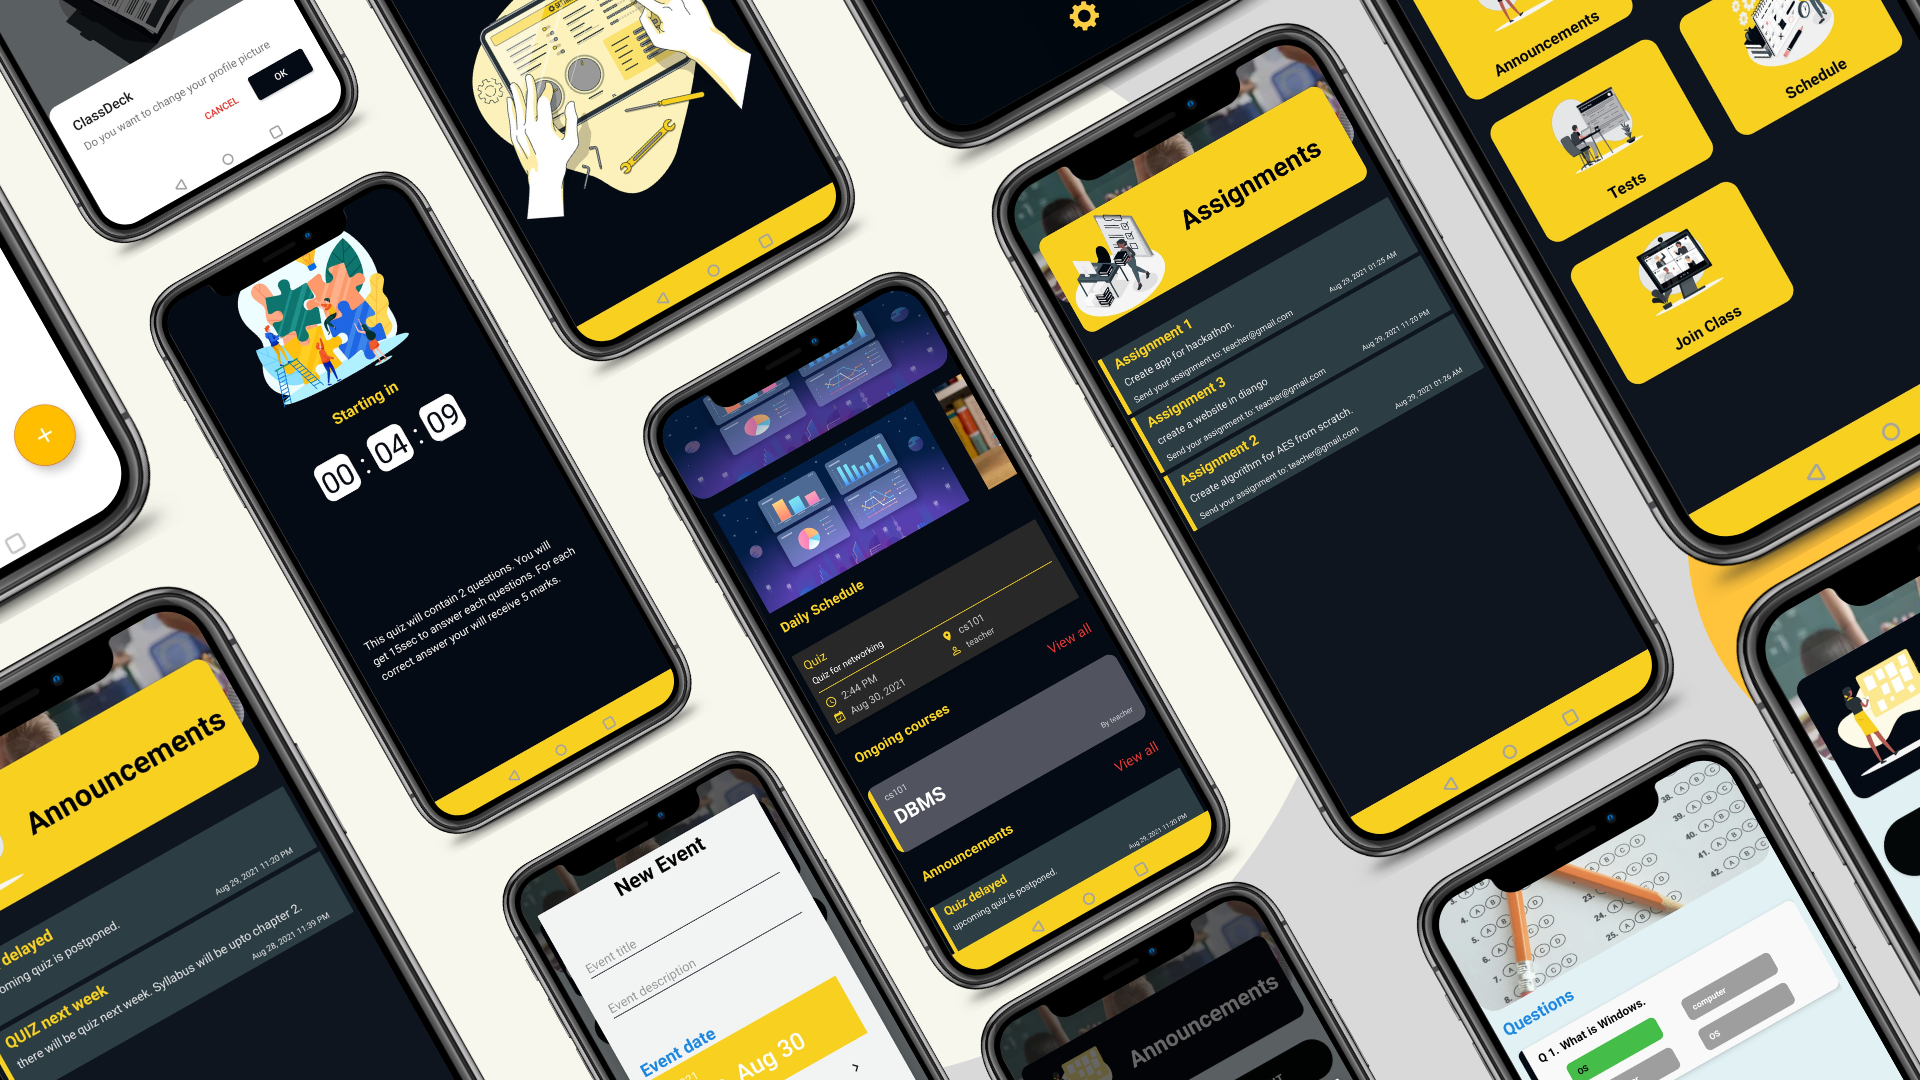 ClassDeck
Do you want to change your profile picture
CANCEL
OK
Starting in
00 : 04 : 09
This quiz will contain 2 questions. You will
get 15sec to answer each questions. For each
correct answer your will receive 5 marks.
Announcements
delayed
oming quiz is postponed.
Aug 29, 2021 11:20 PM
QUIZ next week
there will be quiz next week. Syllabus will be upto chapter 2.
Aug 28, 2021 11:39 PM
New Event
Event title
Event description
Event date
Aug 30
Daily Schedule
Quiz
Quiz for networking
2:44 PM
Aug 30, 2021
cs101
teacher
View all
Ongoing courses
cs101
DBMS
By teacher
View all
Announcements
Quiz delayed
upcoming quiz is postponed.
Aug 29, 2021 11:20 PM
Assignments
Assignment 1
Create app for hackathon.
Send your assignment to: teacher@gmail.com
Aug 29, 2021 01:25 AM
Assignment 3
create a website in django
Send your assignment to: teacher@gmail.com
Aug 29, 2021 11:20 PM
Assignment 2
Create algorithm for AES from scratch.
Send your assignment to: teacher@gmail.com
Aug 29, 2021 01:26 AM
Announcements
Schedule
Tests
Join Class
Announcements
Questions
Q 1. What is Windows.
computer
os
OS